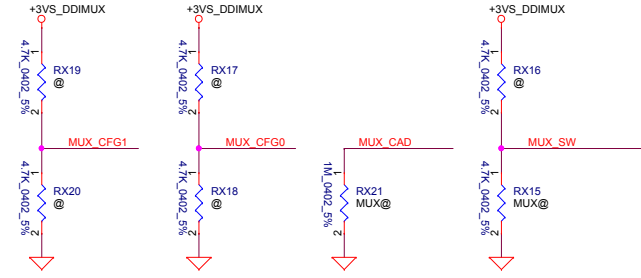 +3VS_DDIMUX
+3VS_DDIMUX
+3VS_DDIMUX
1
4.7K_0402_5%
RX19
@
2
1
4.7K_0402_5%
RX17
@
2
1
4.7K_0402_5%
RX16
@
2
MUX_CFG1
MUX_CFG0
MUX_CAD
MUX_SW
1
4.7K_0402_5%
RX20
@
2
1
4.7K_0402_5%
RX18
@
2
1
1M_0402_5%
RX21
MUX@
2
1
4.7K_0402_5%
RX15
MUX@
2